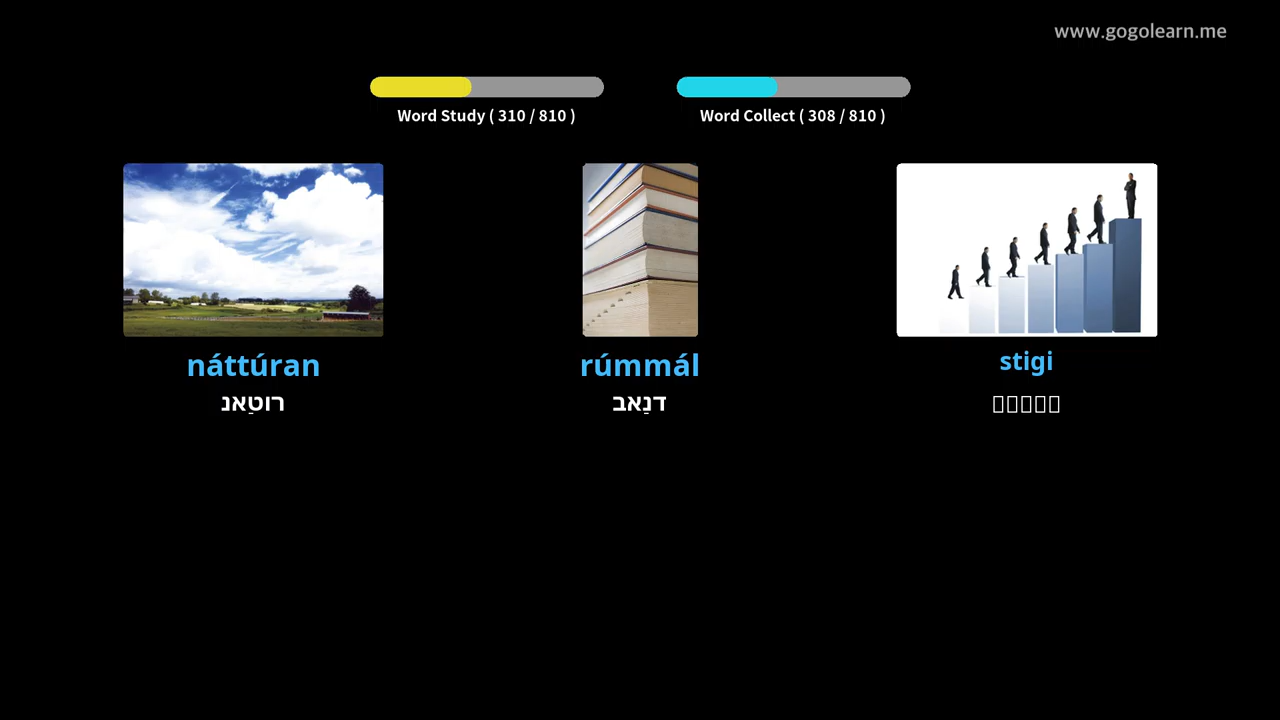 www.gogolearn.me
Word Study ( 310 / 810 )
Word Collect ( 308 / 810 )
náttúran
רוטַאנ
rúmmál
דנַאב
stigi